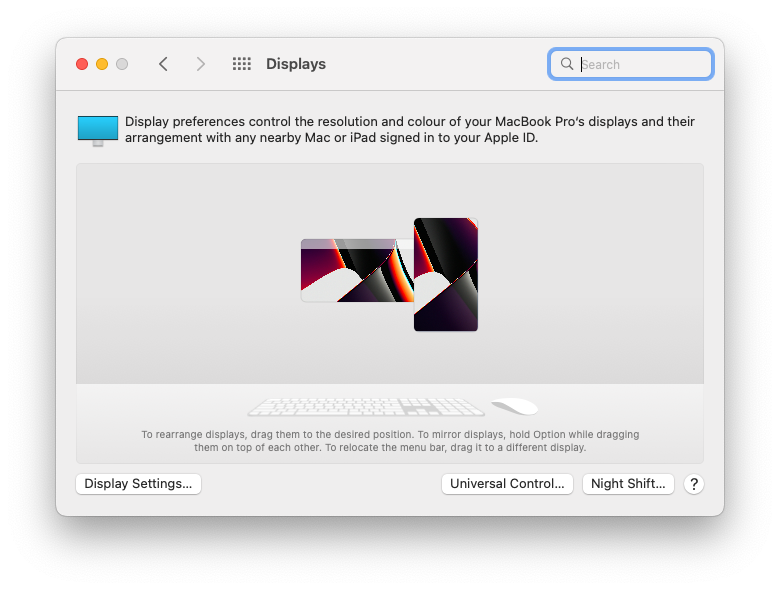 Displays
Search
Display preferences control the resolution and colour of your MacBook Pro's displays and their
arrangement with any nearby Mac or iPad signed in to your Apple ID.
To rearrange displays, drag them to the desired position. To mirror displays, hold Option while dragging
them on top of each other. To relocate the menu bar, drag it to a different display.
Display Settings...
Universal Control...
Night Shift...
?